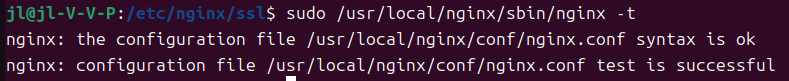 jl@jl-V-V-P:/etc/nginx/ssl$ sudo /usr/local/nginx/sbin/nginx -t
nginx: the configuration file /usr/local/nginx/conf/nginx.conf syntax is ok
nginx: configuration file /usr/local/nginx/conf/nginx.conf test is successful